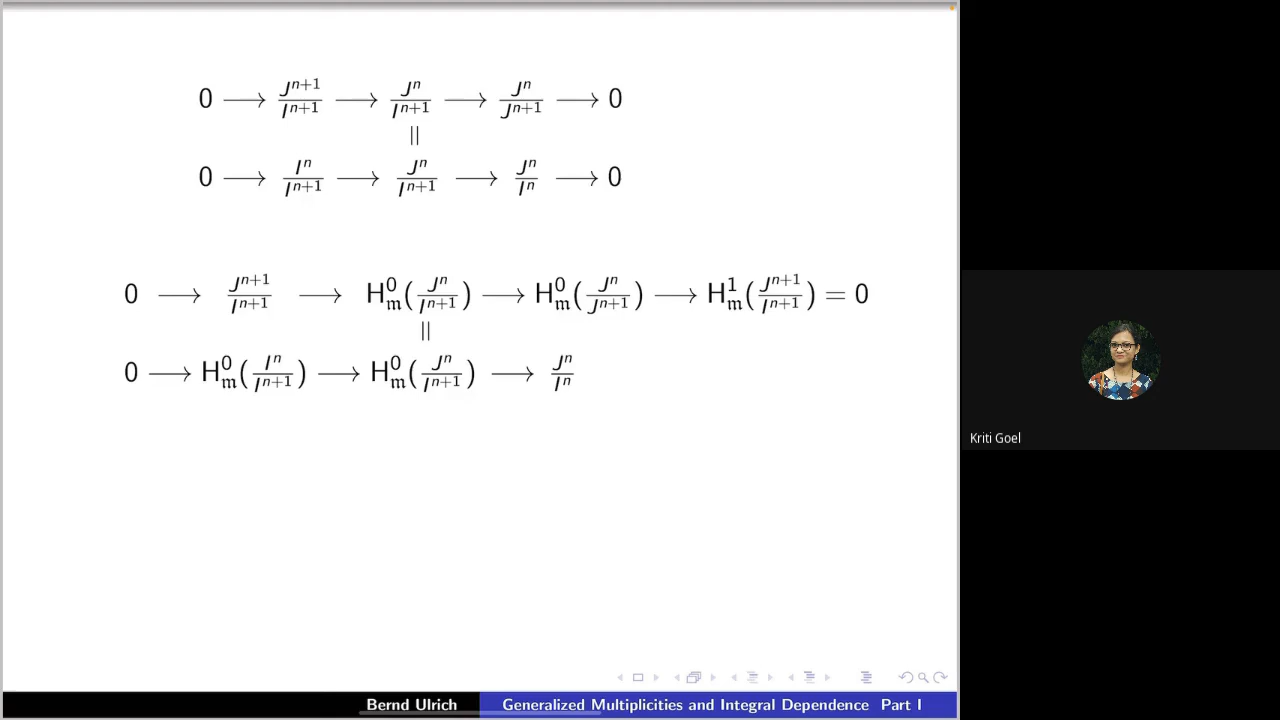 0 ⟶ J^{n+1}/I^{n+1} ⟶ J^n/I^{n+1} ⟶ J^n/J^{n+1} ⟶ 0
||
0 ⟶ I^n/I^{n+1} ⟶ J^n/I^{n+1} ⟶ J^n/I^n ⟶ 0
0 ⟶ J^{n+1}/I^{n+1} ⟶ H^0_𝔪(J^n/I^{n+1}) ⟶ H^0_𝔪(J^n/J^{n+1}) ⟶ H^1_𝔪(J^{n+1}/I^{n+1}) = 0
||
0 ⟶ H^0_𝔪(I^n/I^{n+1}) ⟶ H^0_𝔪(J^n/I^{n+1}) ⟶ J^n/I^n
Kriti Goel
Bernd Ulrich Generalized Multiplicities and Integral Dependence Part I